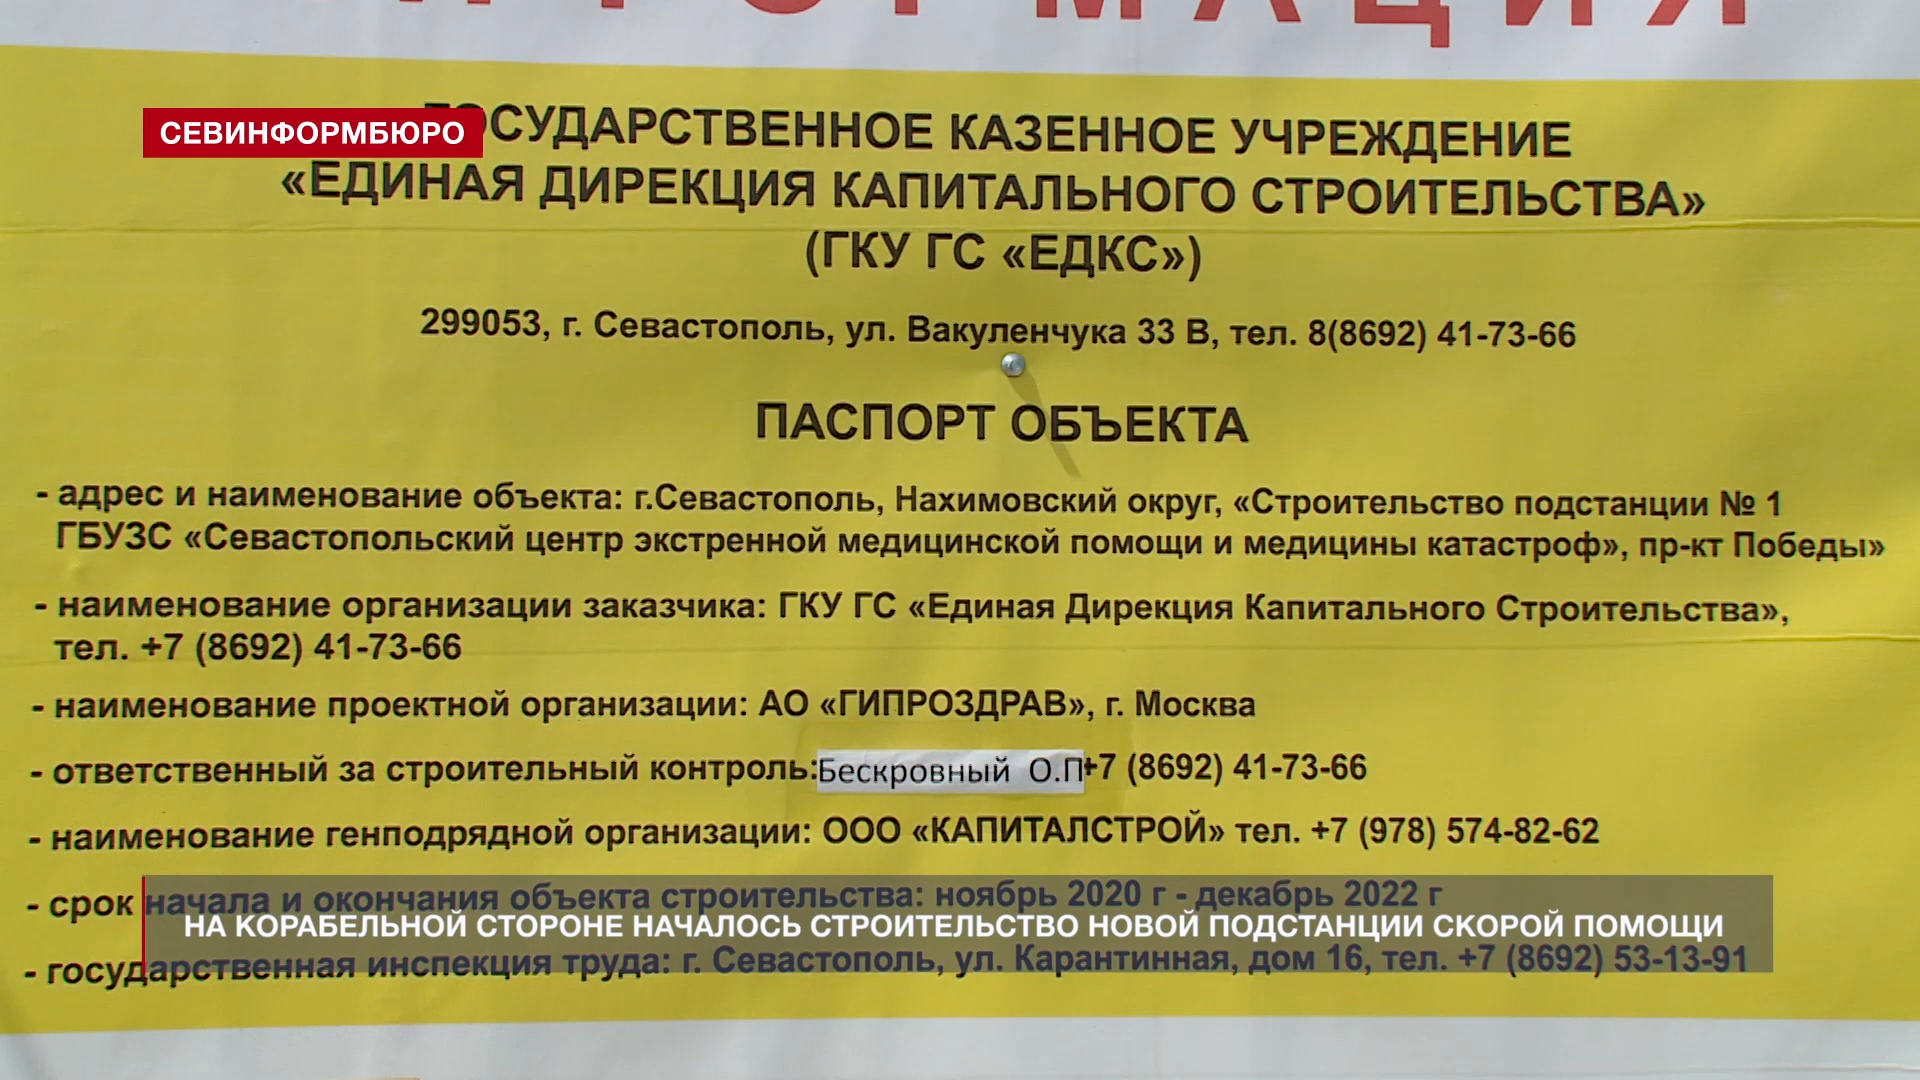 ИНФОРМАЦИЯ
СЕВИНФОРМБЮРО
ГОСУДАРСТВЕННОЕ КАЗЕННОЕ УЧРЕЖДЕНИЕ
«ЕДИНАЯ ДИРЕКЦИЯ КАПИТАЛЬНОГО СТРОИТЕЛЬСТВА»
(ГКУ ГС «ЕДКС»)
299053, г. Севастополь, ул. Вакуленчука 33 В, тел. 8(8692) 41-73-66
ПАСПОРТ ОБЪЕКТА
- адрес и наименование объекта: г.Севастополь, Нахимовский округ, «Строительство подстанции № 1
ГБУЗС «Севастопольский центр экстренной медицинской помощи и медицины катастроф», пр-кт Победы»
- наименование организации заказчика: ГКУ ГС «Единая Дирекция Капитального Строительства»,
тел. +7 (8692) 41-73-66
- наименование проектной организации: АО «ГИПРОЗДРАВ», г. Москва
- ответственный за строительный контроль: Бескровный О.П +7 (8692) 41-73-66
- наименование генподрядной организации: ООО «КАПИТАЛСТРОЙ» тел. +7 (978) 574-82-62
- срок начала и окончания объекта строительства: ноябрь 2020 г - декабрь 2022 г
НА КОРАБЕЛЬНОЙ СТОРОНЕ НАЧАЛОСЬ СТРОИТЕЛЬСТВО НОВОЙ ПОДСТАНЦИИ СКОРОЙ ПОМОЩИ
- государственная инспекция труда: г. Севастополь, ул. Карантинная, дом 16, тел. +7 (8692) 53-13-91